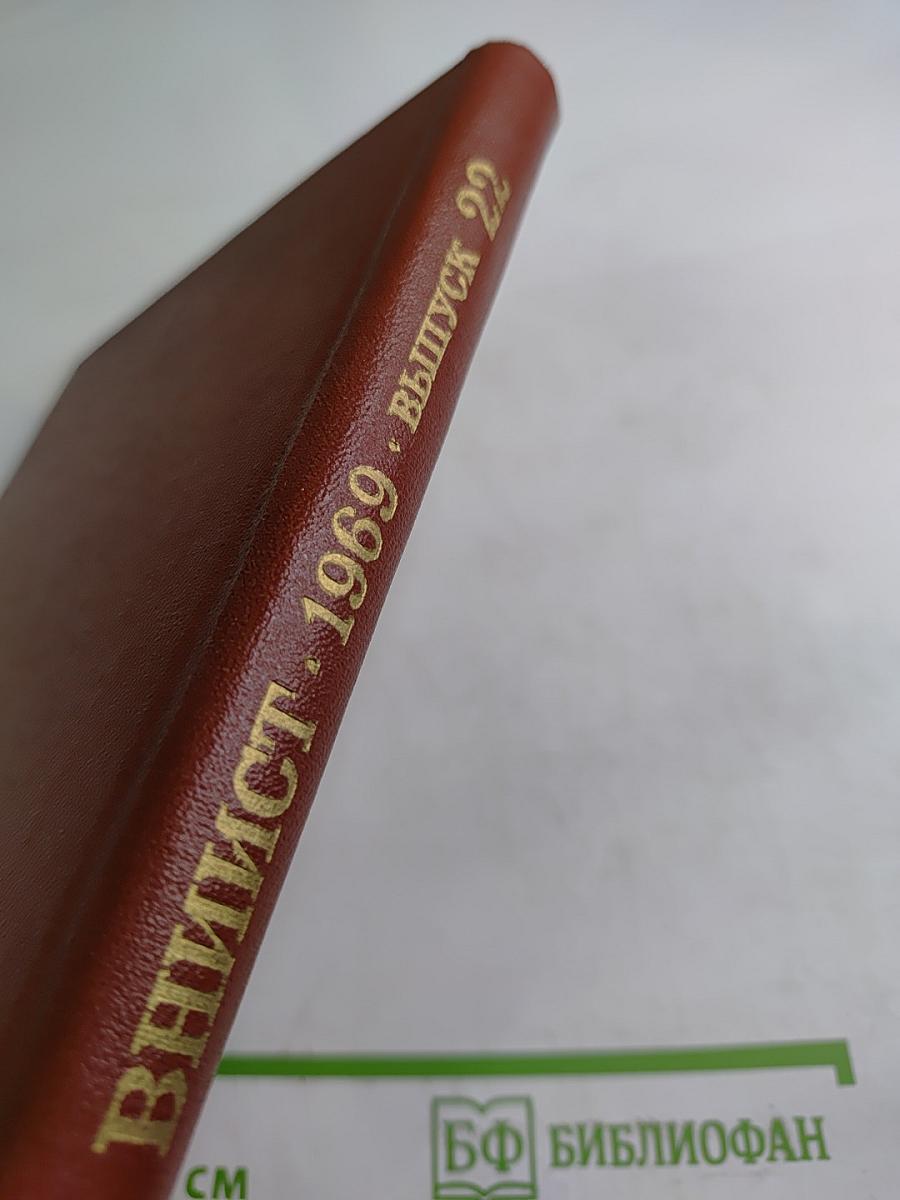 ВНИИСТ · 1969 · ВЫПУСК 22
см
БФ БИБЛИОФАН